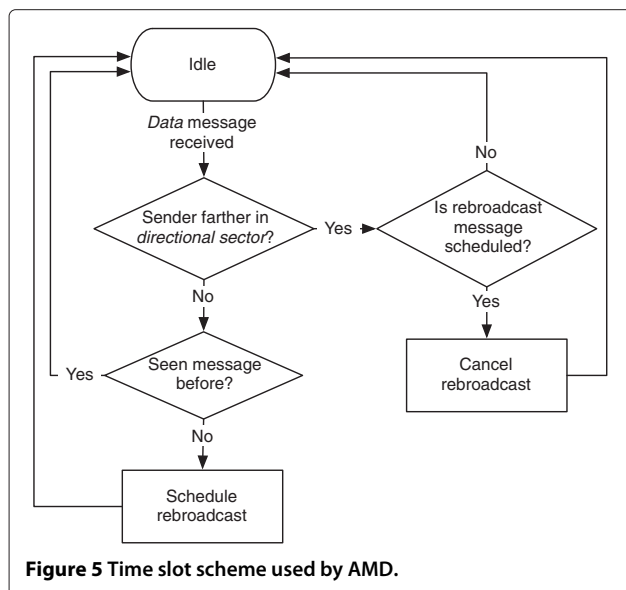 Idle
Data message
received
Sender farther in
directional sector?
Yes
Is rebroadcast
message
scheduled?
No
Yes
Cancel
rebroadcast
No
Seen message
before?
Yes
No
Schedule
rebroadcast
Figure 5 Time slot scheme used by AMD.